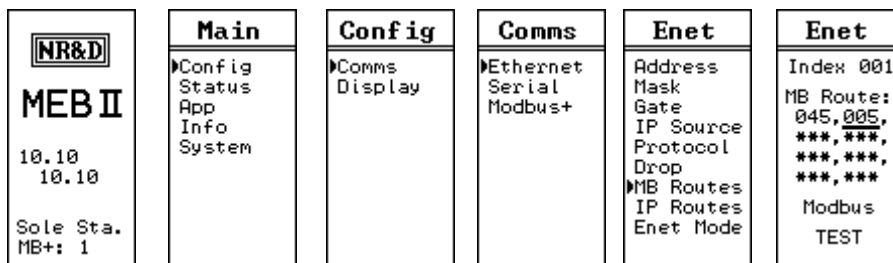 NR&D
MEB II
10.10
10.10
Sole Sta.
MB+: 1
Main
Config
Status
App
Info
System
Config
Comms
Display
Comms
Ethernet
Serial
Modbus+
Enet
Address
Mask
Gate
IP Source
Protocol
Drop
MB Routes
IP Routes
Enet Mode
Enet
Index 001
MB Route:
045,005,
***,***,
***,***,
***,***
Modbus
TEST